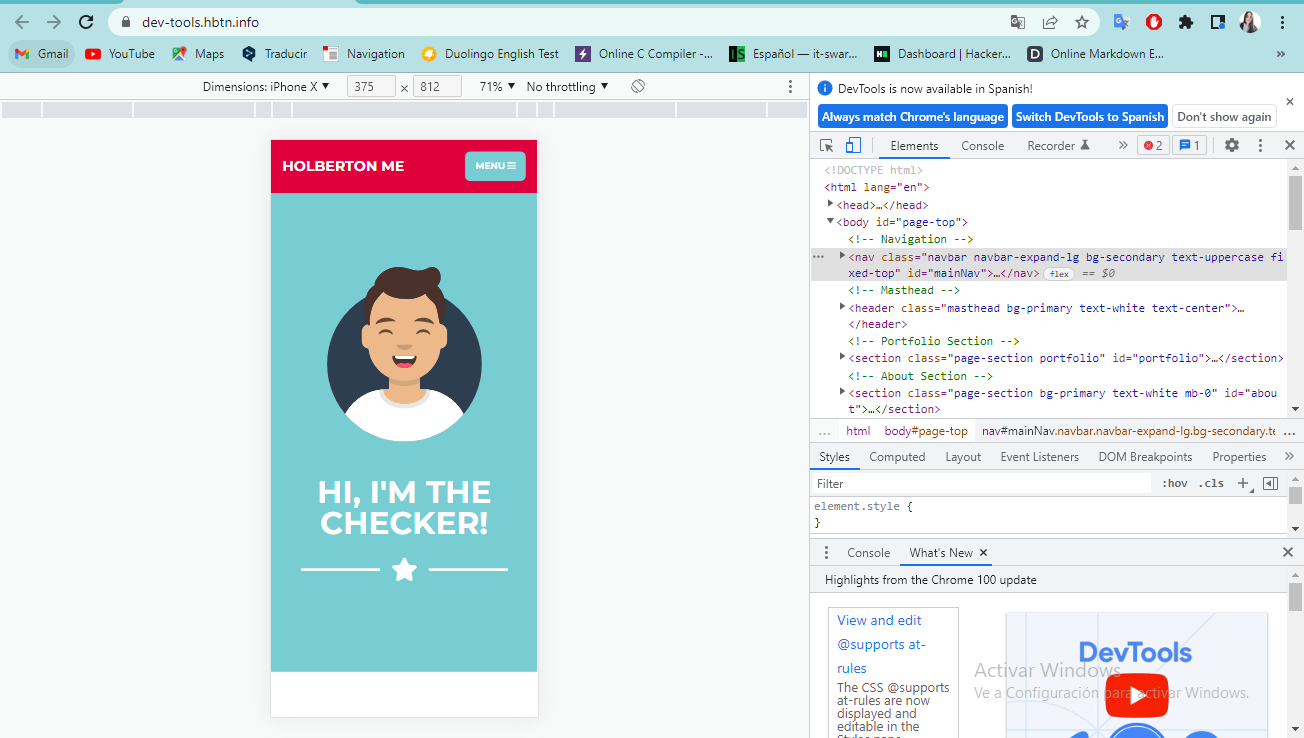 dev-tools.hbtn.info
Gmail YouTube Maps Traducir Navigation Duolingo English Test Online C Compiler -... Español — it-swar... Dashboard | Hacker... Online Markdown E... »
Dimensions: iPhone X ▼ 375 × 812 71% ▼ No throttling ▼
HOLBERTON ME
MENU
HI, I'M THE
CHECKER!
DevTools is now available in Spanish!
Always match Chrome's language Switch DevTools to Spanish Don't show again
Elements Console Recorder » 2 1
<!DOCTYPE html>
<html lang="en">
<head>…</head>
<body id="page-top">
<!-- Navigation -->
<nav class="navbar navbar-expand-lg bg-secondary text-uppercase fi
xed-top" id="mainNav">…</nav> flex == $0
<!-- Masthead -->
<header class="masthead bg-primary text-white text-center">…
</header>
<!-- Portfolio Section -->
<section class="page-section portfolio" id="portfolio">…</section>
<!-- About Section -->
<section class="page-section bg-primary text-white mb-0" id="abou
t">…</section>
... html body#page-top nav#mainNav.navbar.navbar-expand-lg.bg-secondary.te ...
Styles Computed Layout Event Listeners DOM Breakpoints Properties »
Filter :hov .cls +
element.style {
}
Console What's New ×
Highlights from the Chrome 100 update
View and edit
@supports at-
rules
The CSS @supports
at-rules are now
displayed and
editable in the
Styles pane.
DevTools
Activar Windows
Ve a Configuración para activar Windows.